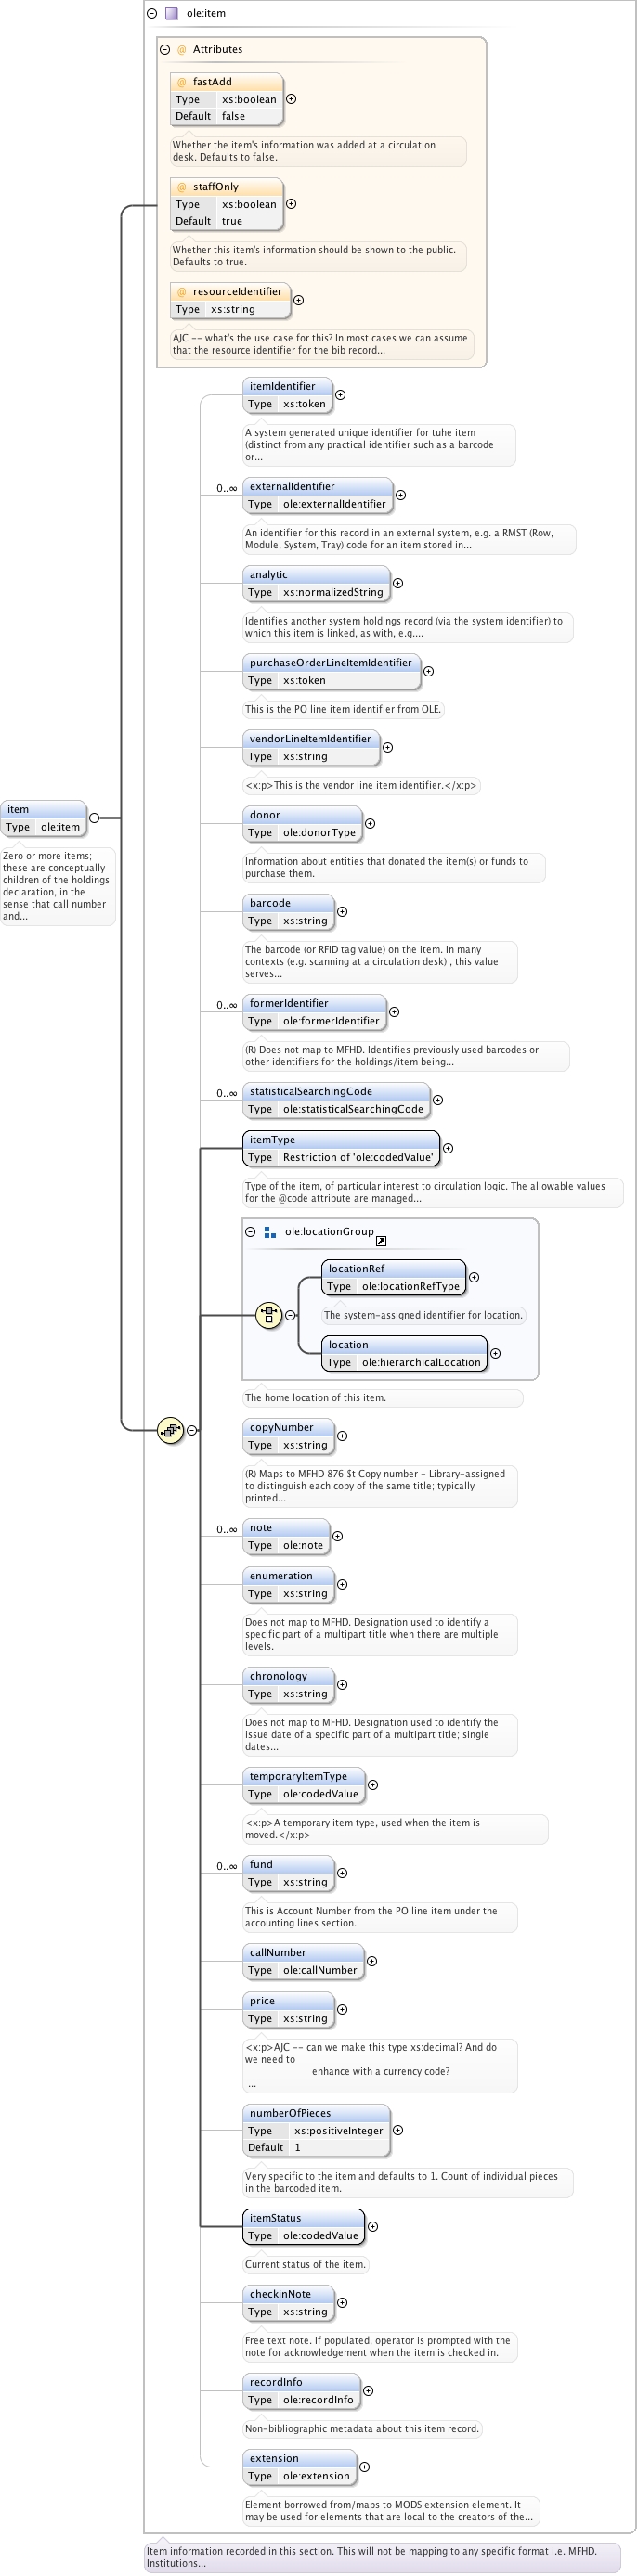 ole:item
@ Attributes
@ fastAdd
Type xs:boolean
Default false
Whether the item's information was added at a circulation
desk. Defaults to false.
@ staffOnly
Type xs:boolean
Default true
Whether this item's information should be shown to the public.
Defaults to true.
@ resourceIdentifier
Type xs:string
AJC -- what's the use case for this? In most cases we can assume
that the resource identifier for the bib record...
itemIdentifier
Type xs:token
A system generated unique identifier for tuhe item
(distinct from any practical identifier such as a barcode
or...
0..∞
externalIdentifier
Type ole:externalIdentifier
An identifier for this record in an external system, e.g. a RMST (Row,
Module, System, Tray) code for an item stored in...
analytic
Type xs:normalizedString
Identifies another system holdings record (via the system identifier) to
which this item is linked, as with, e.g....
purchaseOrderLineItemIdentifier
Type xs:token
This is the PO line item identifier from OLE.
vendorLineItemIdentifier
Type xs:string
<x:p>This is the vendor line item identifier.</x:p>
item
Type ole:item
Zero or more items;
these are conceptually
children of the holdings
declaration, in the
sense that call number
and...
donor
Type ole:donorType
Information about entities that donated the item(s) or funds to
purchase them.
barcode
Type xs:string
The barcode (or RFID tag value) on the item. In many
contexts (e.g. scanning at a circulation desk) , this value
serves...
0..∞
formerIdentifier
Type ole:formerIdentifier
(R) Does not map to MFHD. Identifies previously used barcodes or
other identifiers for the holdings/item being...
0..∞
statisticalSearchingCode
Type ole:statisticalSearchingCode
itemType
Type Restriction of 'ole:codedValue'
Type of the item, of particular interest to circulation logic. The allowable values
for the @code attribute are managed...
ole:locationGroup
locationRef
Type ole:locationRefType
The system-assigned identifier for location.
location
Type ole:hierarchicalLocation
The home location of this item.
copyNumber
Type xs:string
(R) Maps to MFHD 876 $t Copy number - Library-assigned
to distinguish each copy of the same title; typically
printed...
0..∞
note
Type ole:note
enumeration
Type xs:string
Does not map to MFHD. Designation used to identify a
specific part of a multipart title when there are multiple
levels.
chronology
Type xs:string
Does not map to MFHD. Designation used to identify the
issue date of a specific part of a multipart title; single
dates...
temporaryItemType
Type ole:codedValue
<x:p>A temporary item type, used when the item is
moved.</x:p>
0..∞
fund
Type xs:string
This is Account Number from the PO line item under the
accounting lines section.
callNumber
Type ole:callNumber
price
Type xs:string
<x:p>AJC -- can we make this type xs:decimal? And do
we need to
enhance with a currency code?
...
numberOfPieces
Type xs:positiveInteger
Default 1
Very specific to the item and defaults to 1. Count of individual pieces
in the barcoded item.
itemStatus
Type ole:codedValue
Current status of the item.
checkinNote
Type xs:string
Free text note. If populated, operator is prompted with the
note for acknowledgement when the item is checked in.
recordInfo
Type ole:recordInfo
Non-bibliographic metadata about this item record.
extension
Type ole:extension
Element borrowed from/maps to MODS extension element. It
may be used for elements that are local to the creators of the...
Item information recorded in this section. This will not be mapping to any specific format i.e. MFHD.
Institutions...